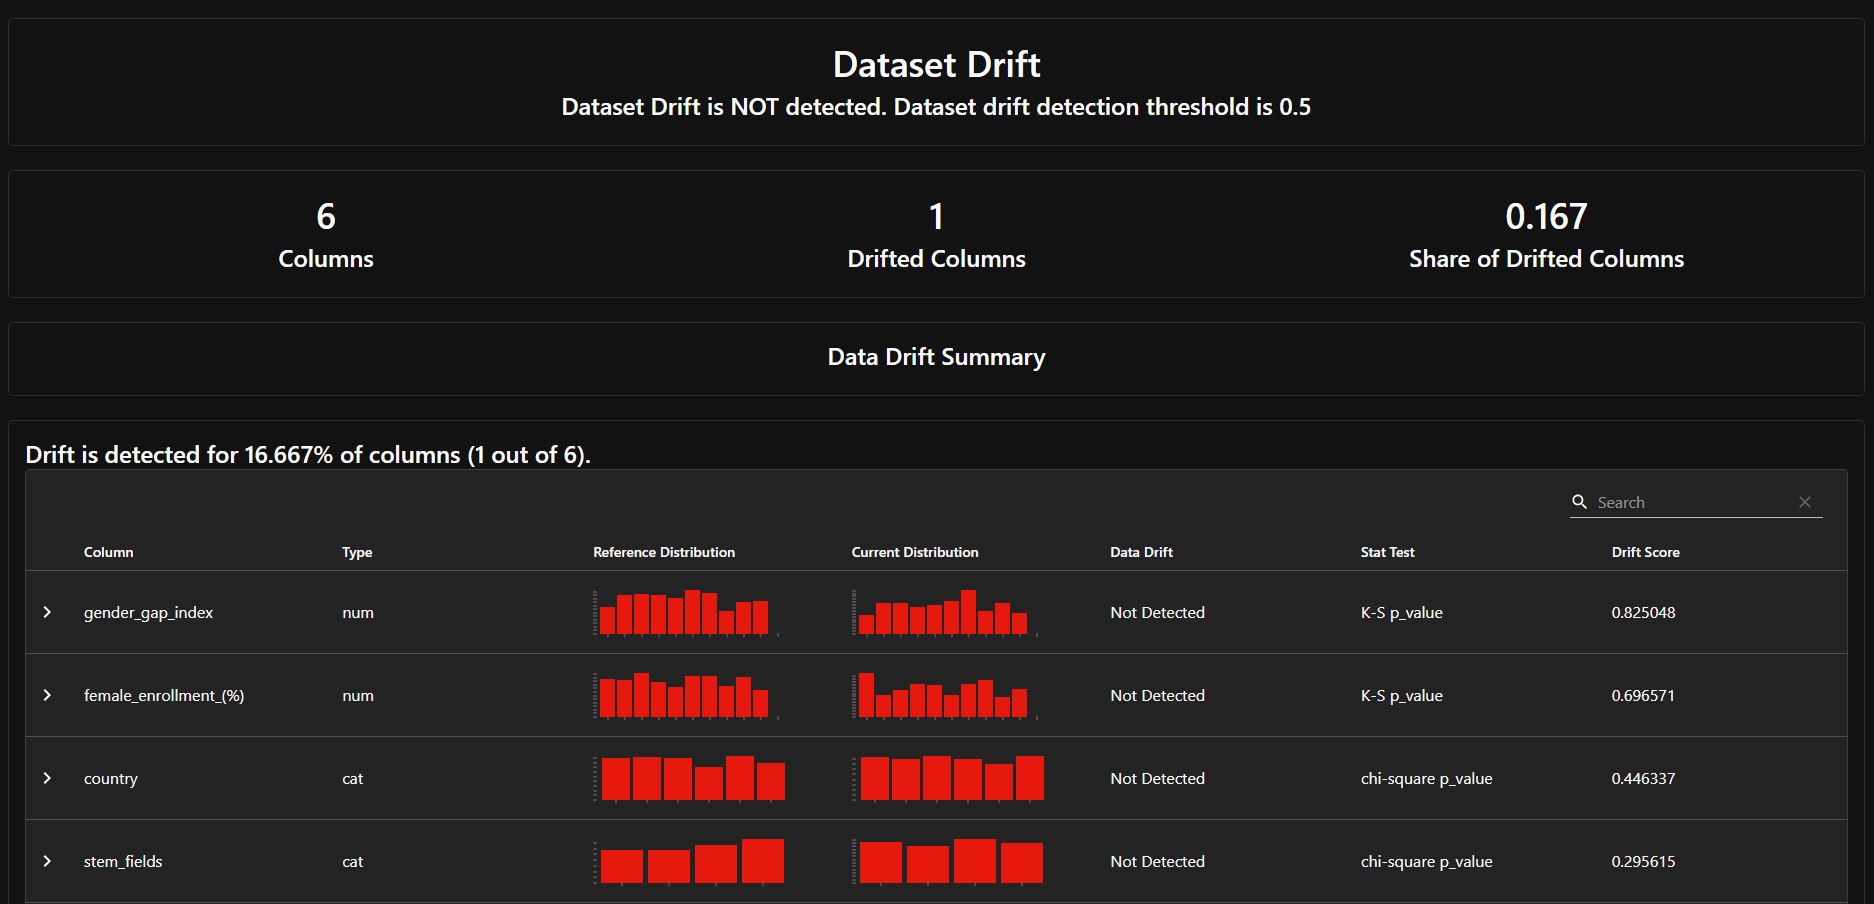 Dataset Drift
Dataset Drift is NOT detected. Dataset drift detection threshold is 0.5
6
Columns
1
Drifted Columns
0.167
Share of Drifted Columns
Data Drift Summary
Drift is detected for 16.667% of columns (1 out of 6).
Search
Column Type Reference Distribution Current Distribution Data Drift Stat Test Drift Score
gender_gap_index num Not Detected K-S p_value 0.825048
female_enrollment_(%) num Not Detected K-S p_value 0.696571
country cat Not Detected chi-square p_value 0.446337
stem_fields cat Not Detected chi-square p_value 0.295615